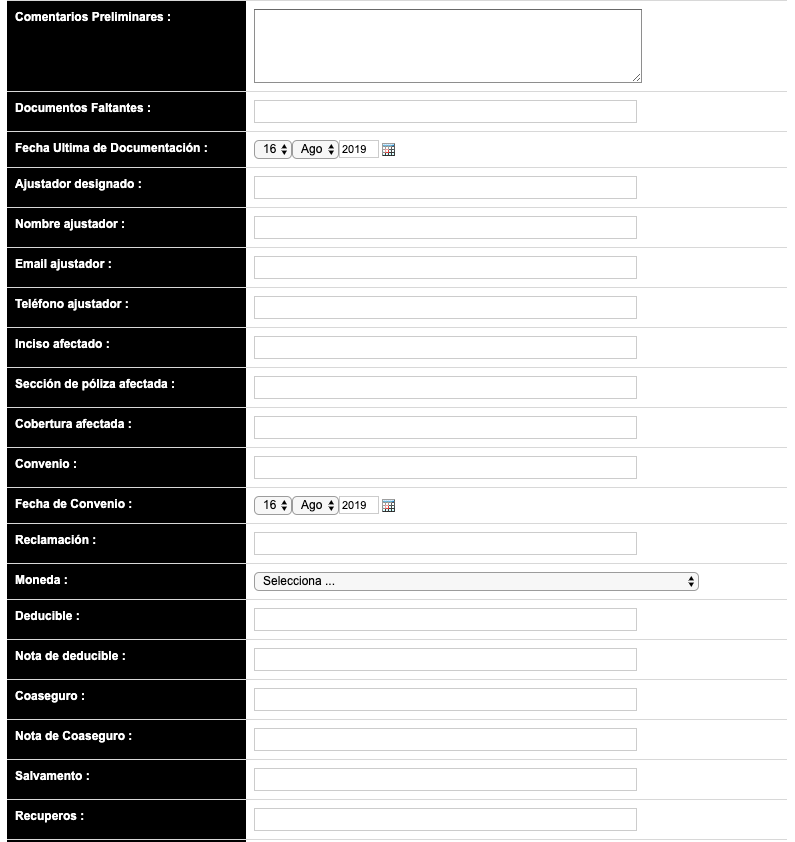 Comentarios Preliminares :
Documentos Faltantes :
Fecha Ultima de Documentación : 16 Ago 2019
Ajustador designado :
Nombre ajustador :
Email ajustador :
Teléfono ajustador :
Inciso afectado :
Sección de póliza afectada :
Cobertura afectada :
Convenio :
Fecha de Convenio : 16 Ago 2019
Reclamación :
Moneda : Selecciona ...
Deducible :
Nota de deducible :
Coaseguro :
Nota de Coaseguro :
Salvamento :
Recuperos :